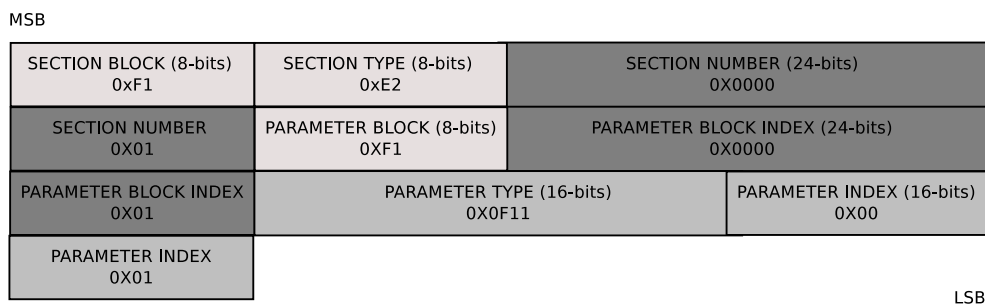 MSB
SECTION BLOCK (8-bits)
0xF1
SECTION TYPE (8-bits)
0xE2
SECTION NUMBER (24-bits)
0X0000
SECTION NUMBER
0X01
PARAMETER BLOCK (8-bits)
0XF1
PARAMETER BLOCK INDEX (24-bits)
0X0000
PARAMETER BLOCK INDEX
0X01
PARAMETER TYPE (16-bits)
0X0F11
PARAMETER INDEX (16-bits)
0X00
PARAMETER INDEX
0X01
LSB